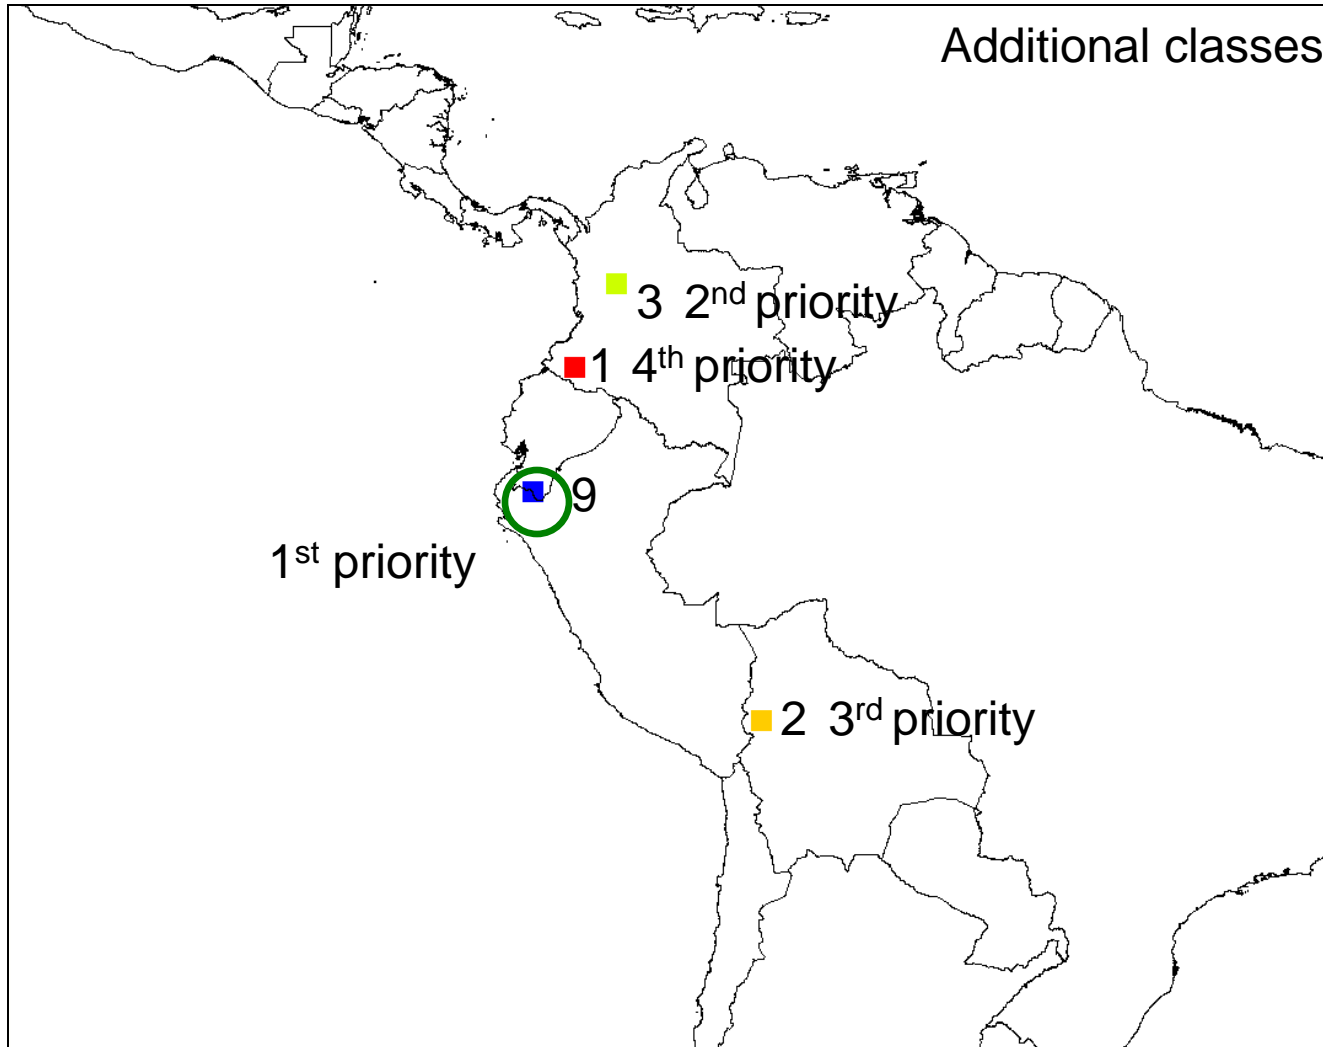 Additional classes
3 2nd priority
1 4th priority
9
1st priority
2 3rd priority